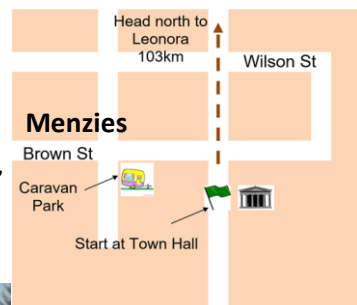 Head north to
Leonora
103km
Wilson St
Menzies
Brown St
Caravan
Park
Start at Town Hall